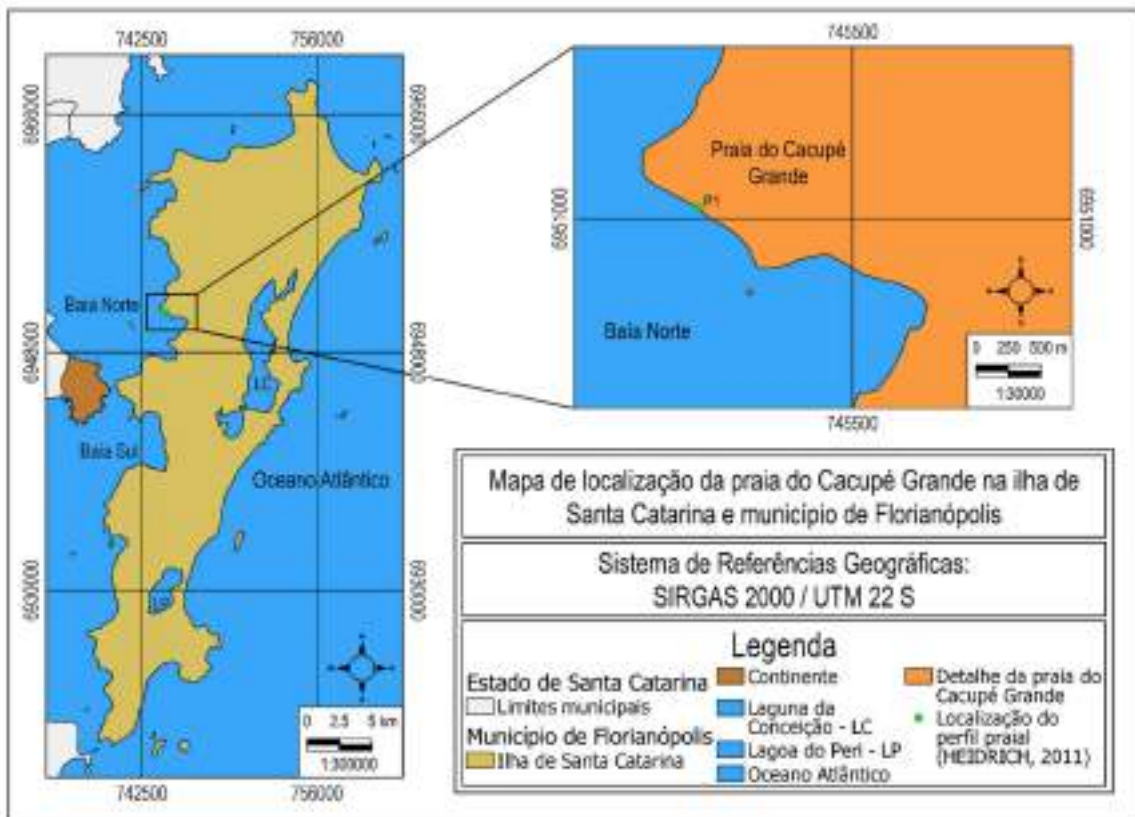 742500 756000
6966000
6966000
Baía Norte
6948000
6948000
LC
Baía Sul
Oceano Atlântico
6930000
6930000
LP
0 2,5 5 km
1:300000
742500 756000
745500
Praia do Cacupé
Grande
P1
6951000
6951000
Baía Norte
0 250 500 m
1:30000
745500
Mapa de localização da praia do Cacupé Grande na ilha de
Santa Catarina e município de Florianópolis
Sistema de Referências Geográficas:
SIRGAS 2000 / UTM 22 S
Legenda
Estado de Santa Catarina
Limites municipais
Município de Florianópolis
Ilha de Santa Catarina
Continente
Laguna da
Conceição - LC
Lagoa do Peri - LP
Oceano Atlântico
Detalhe da praia do
Cacupé Grande
Localização do
perfil praial
(HEIDRICH, 2011)